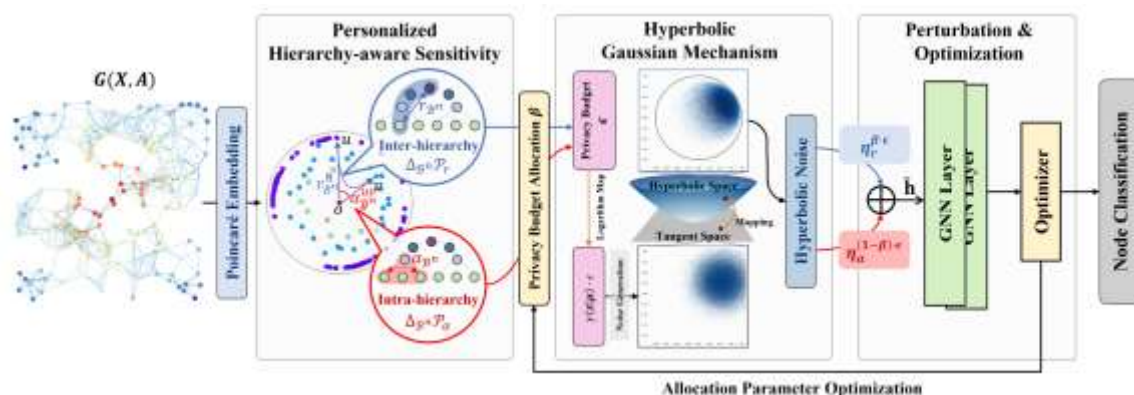 Personalized
Hierarchy-aware Sensitivity
Hyperbolic
Gaussian Mechanism
Perturbation &
Optimization
G(X, A)
Poincaré Embedding
Inter-hierarchy
Intra-hierarchy
Privacy Budget Allocation β
Privacy Budget
Logarithm Map
Noise Generation
Hyperbolic Space
Mapping
Tangent Space
Hyperbolic Noise
GNN Layer
GNN Layer
Optimizer
Node Classification
Allocation Parameter Optimization